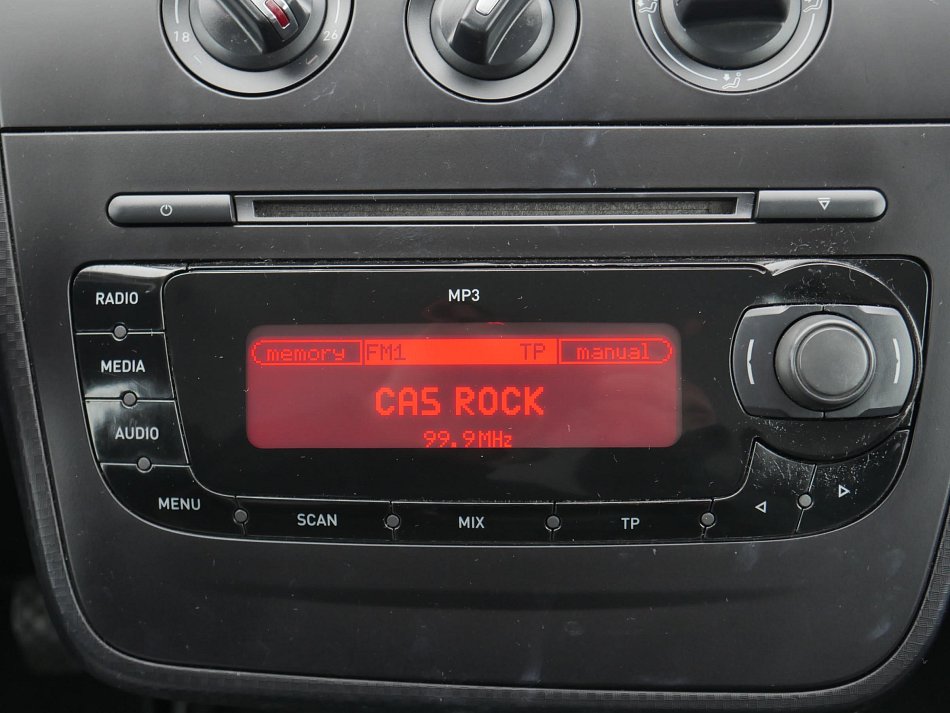 18
26
MP3
RADIO
MEDIA
AUDIO
MENU
SCAN
MIX
TP
memory FM1 TP manual
CAS ROCK
99.9MHz